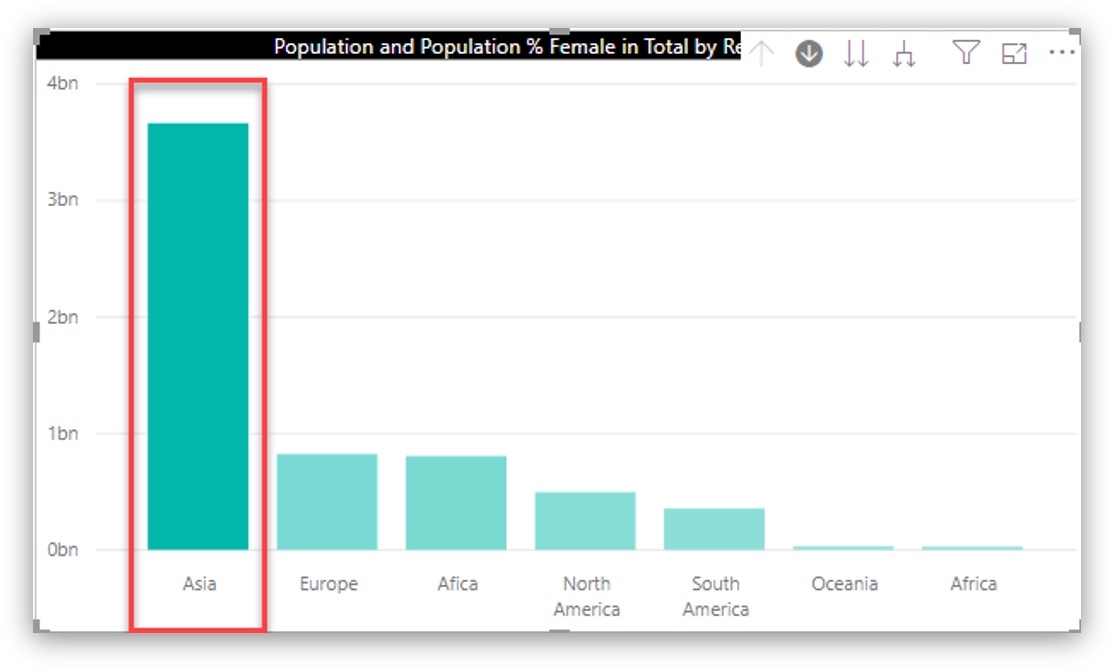 Population and Population % Female in Total by Re
4bn
3bn
2bn
1bn
0bn
Asia
Europe
Afica
North
America
South
America
Oceania
Africa